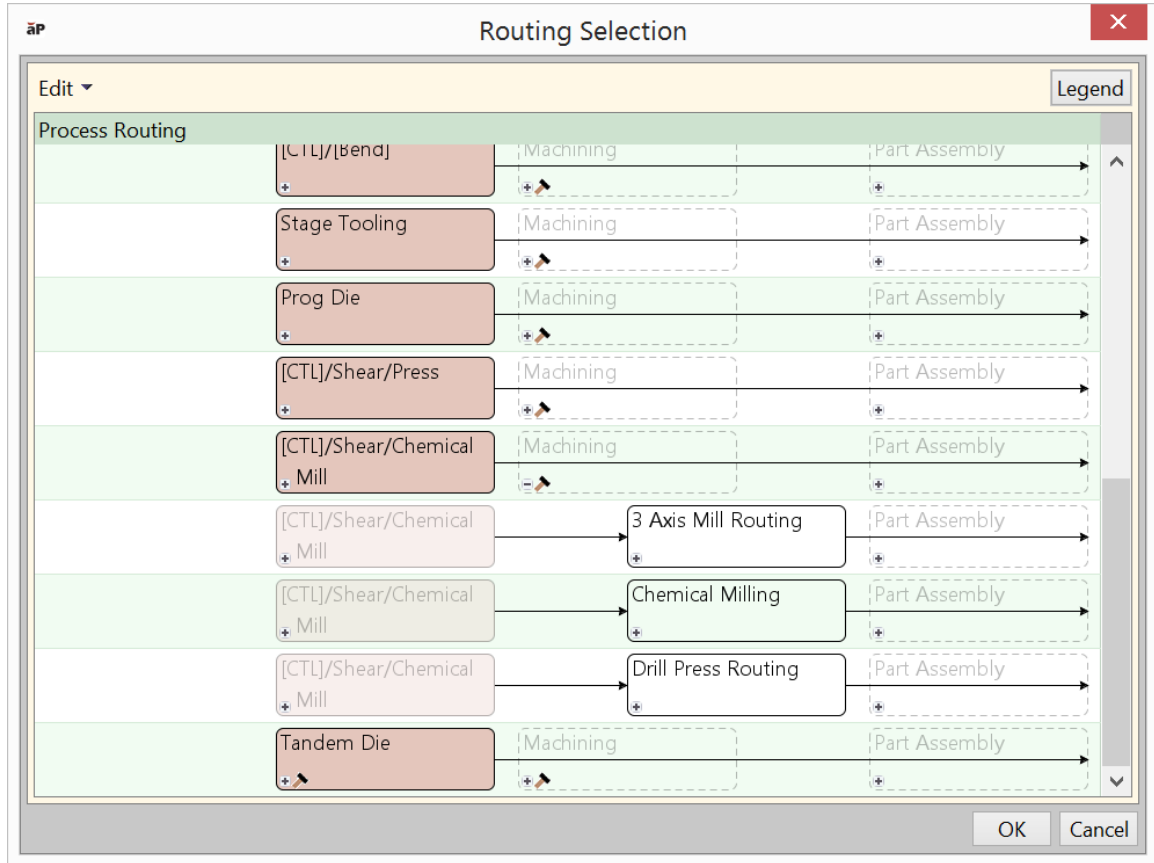 ăP
Routing Selection
Edit
Legend
Process Routing
[CTL]/[Bend]
Machining
Part Assembly
Stage Tooling
Machining
Part Assembly
Prog Die
Machining
Part Assembly
[CTL]/Shear/Press
Machining
Part Assembly
[CTL]/Shear/Chemical
Mill
Machining
Part Assembly
[CTL]/Shear/Chemical
Mill
3 Axis Mill Routing
Part Assembly
[CTL]/Shear/Chemical
Mill
Chemical Milling
Part Assembly
[CTL]/Shear/Chemical
Mill
Drill Press Routing
Part Assembly
Tandem Die
Machining
Part Assembly
OK
Cancel